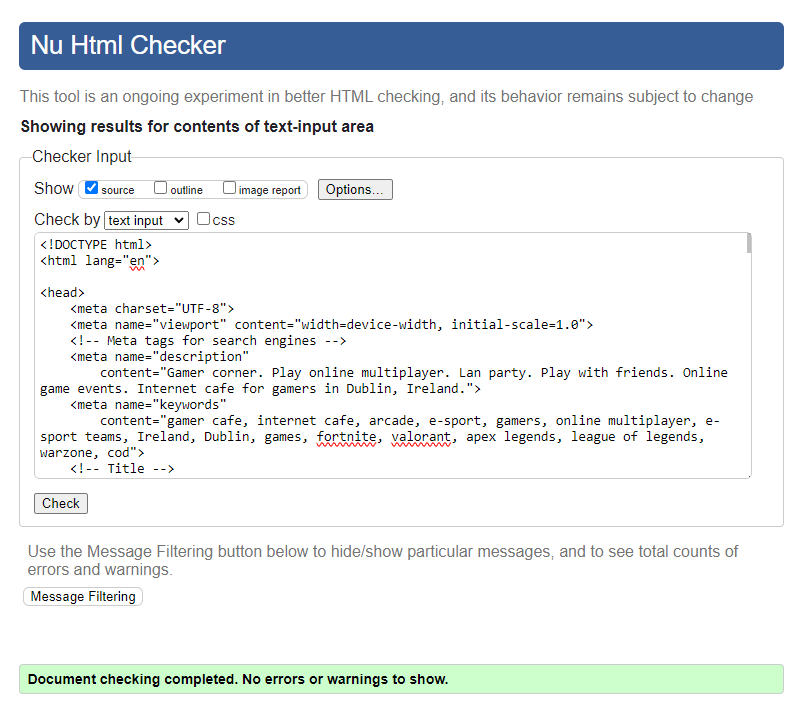 Nu Html Checker
This tool is an ongoing experiment in better HTML checking, and its behavior remains subject to change
Showing results for contents of text-input area
Checker Input
Show source outline image report Options...
Check by text input css
<!DOCTYPE html>
<html lang="en">
<head>
<meta charset="UTF-8">
<meta name="viewport" content="width=device-width, initial-scale=1.0">
<!-- Meta tags for search engines -->
<meta name="description"
content="Gamer corner. Play online multiplayer. Lan party. Play with friends. Online
game events. Internet cafe for gamers in Dublin, Ireland.">
<meta name="keywords"
content="gamer cafe, internet cafe, arcade, e-sport, gamers, online multiplayer, e-
sport teams, Ireland, Dublin, games, fortnite, valorant, apex legends, league of legends,
warzone, cod">
<!-- Title -->
Check
Use the Message Filtering button below to hide/show particular messages, and to see total counts of
errors and warnings.
Message Filtering
Document checking completed. No errors or warnings to show.